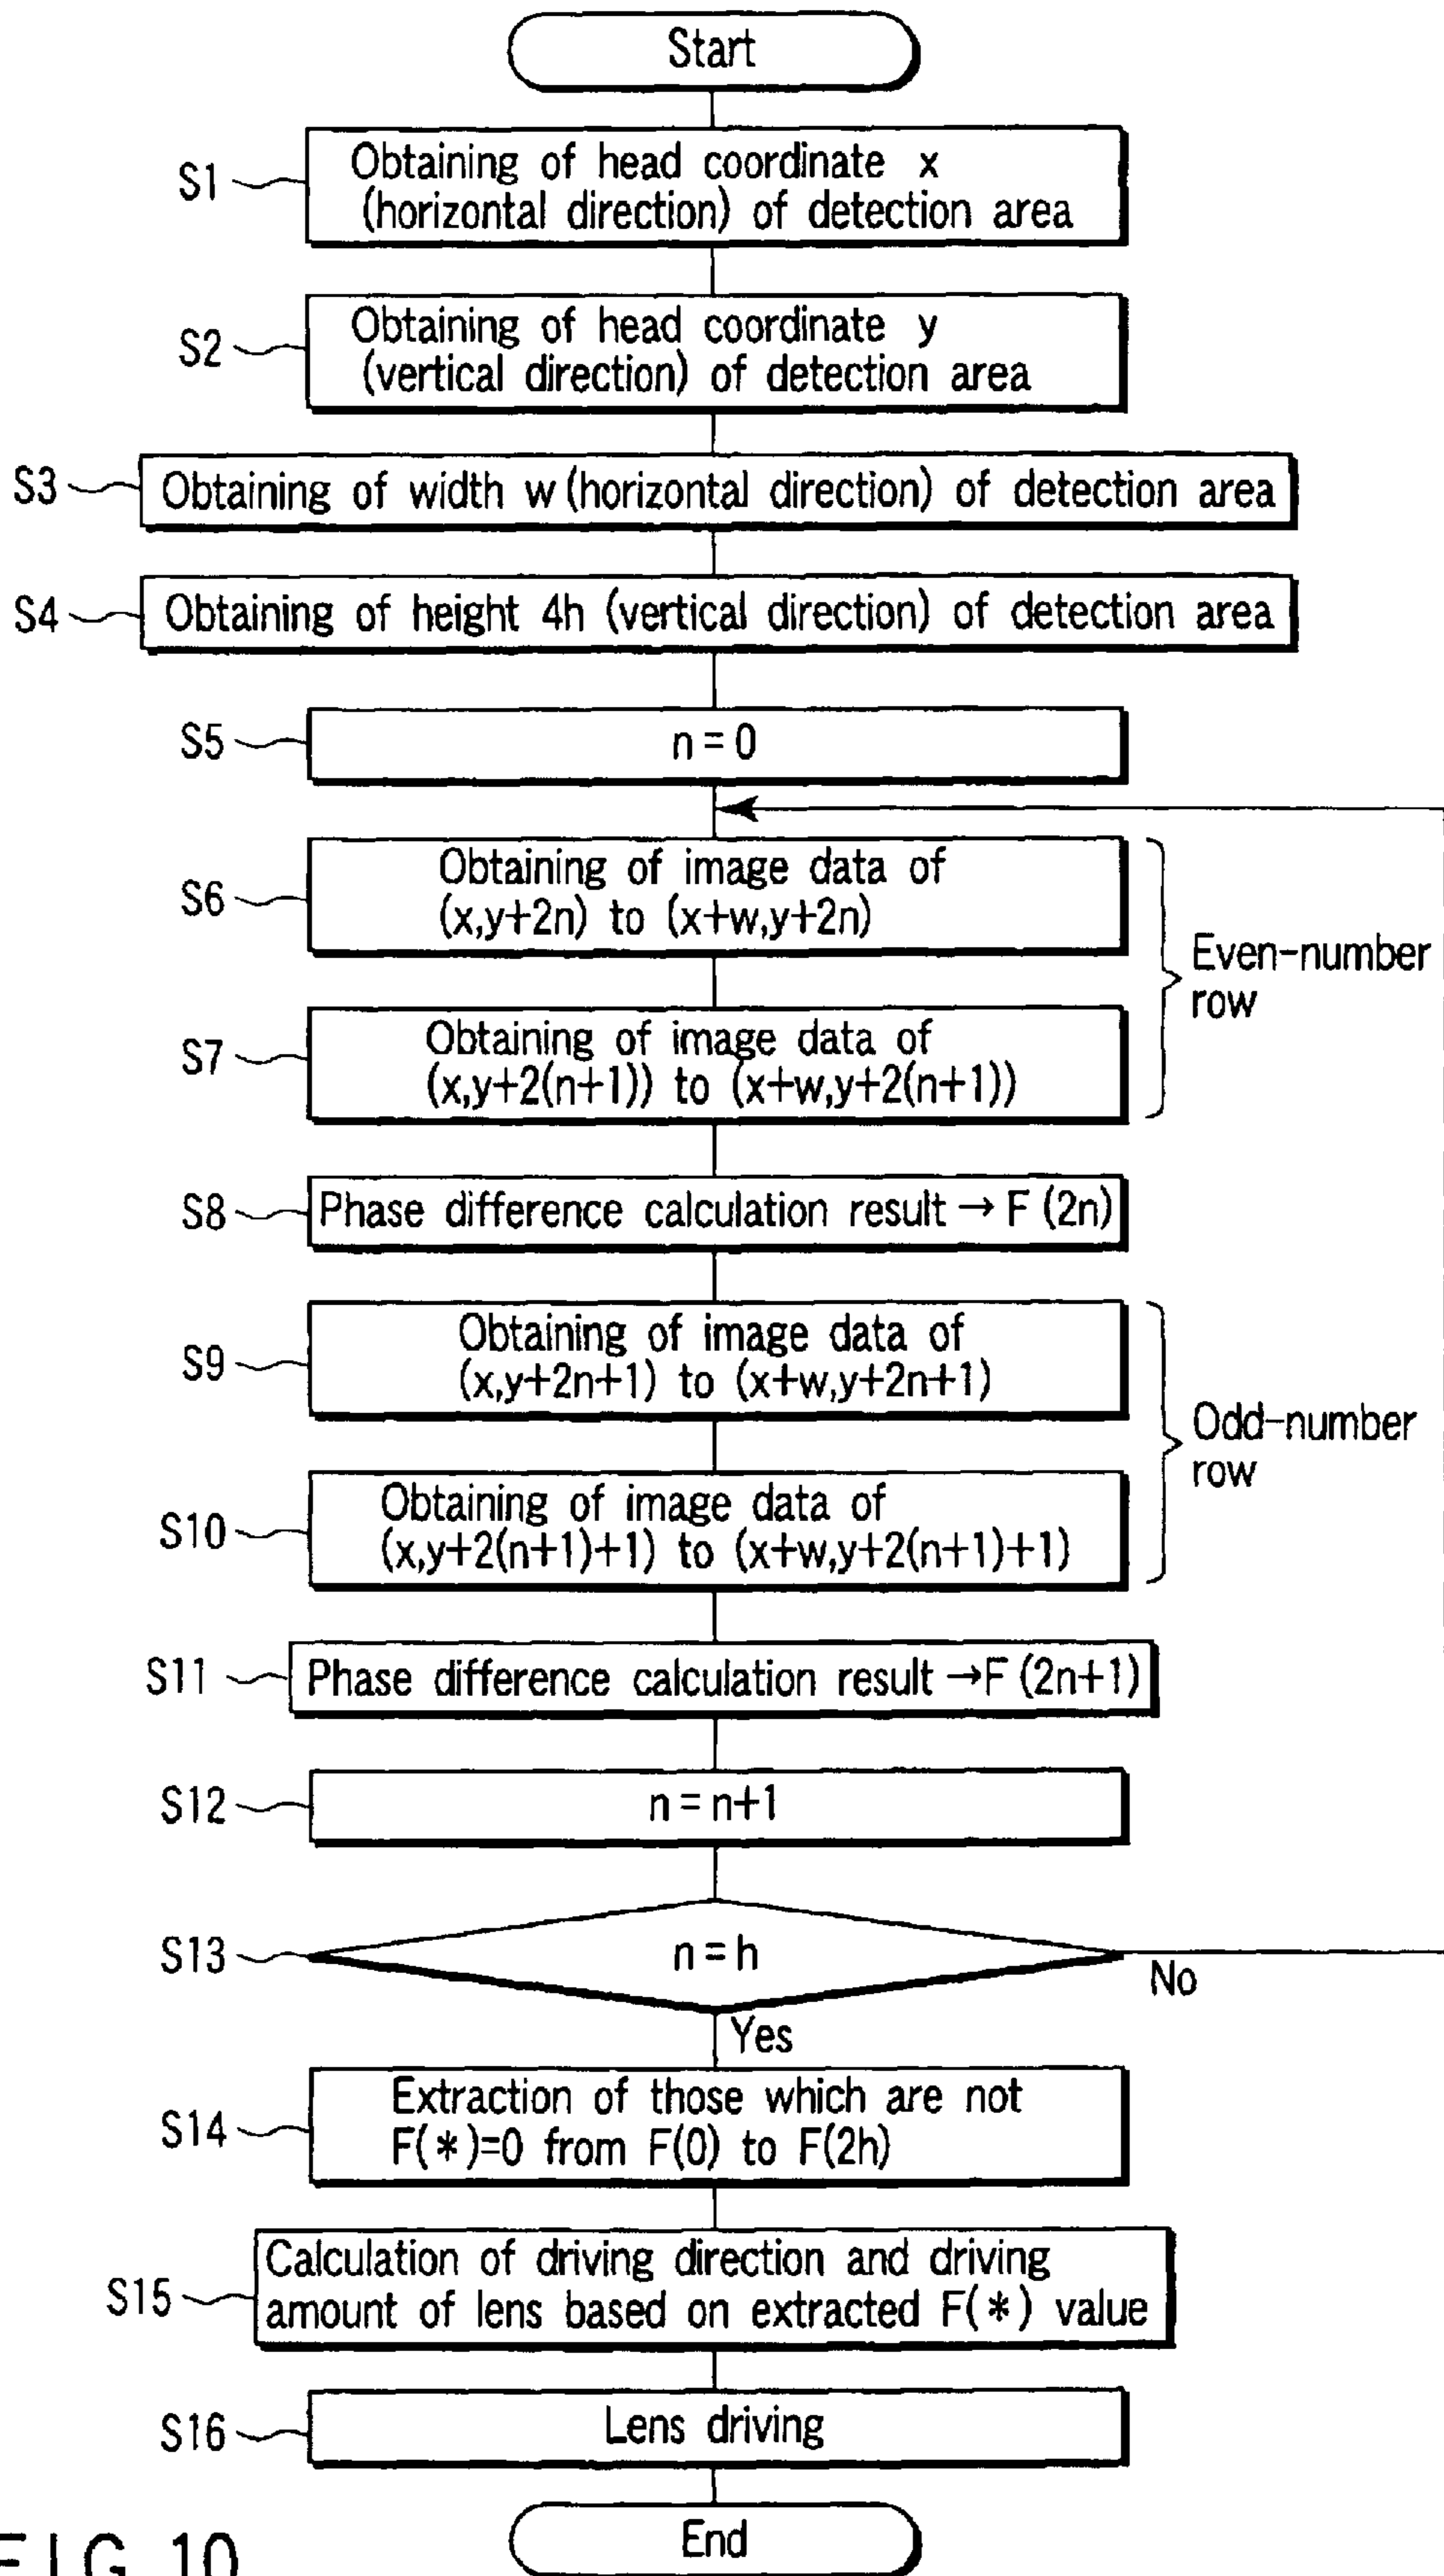 Start
S1
Obtaining of head coordinate x
(horizontal direction) of detection area
S2
Obtaining of head coordinate y
(vertical direction) of detection area
S3
Obtaining of width w (horizontal direction) of detection area
S4
Obtaining of height 4h (vertical direction) of detection area
S5
n = 0
S6
Obtaining of image data of
(x,y+2n) to (x+w,y+2n)
Even-number
row
S7
Obtaining of image data of
(x,y+2(n+1)) to (x+w,y+2(n+1))
S8
Phase difference calculation result → F (2n)
S9
Obtaining of image data of
(x,y+2n+1) to (x+w,y+2n+1)
Odd-number
row
S10
Obtaining of image data of
(x,y+2(n+1)+1) to (x+w,y+2(n+1)+1)
S11
Phase difference calculation result →F (2n+1)
S12
n = n+1
S13
n = h
No
Yes
S14
Extraction of those which are not
F(*)=0 from F(0) to F(2h)
S15
Calculation of driving direction and driving
amount of lens based on extracted F(*) value
S16
Lens driving
End
FIG. 10